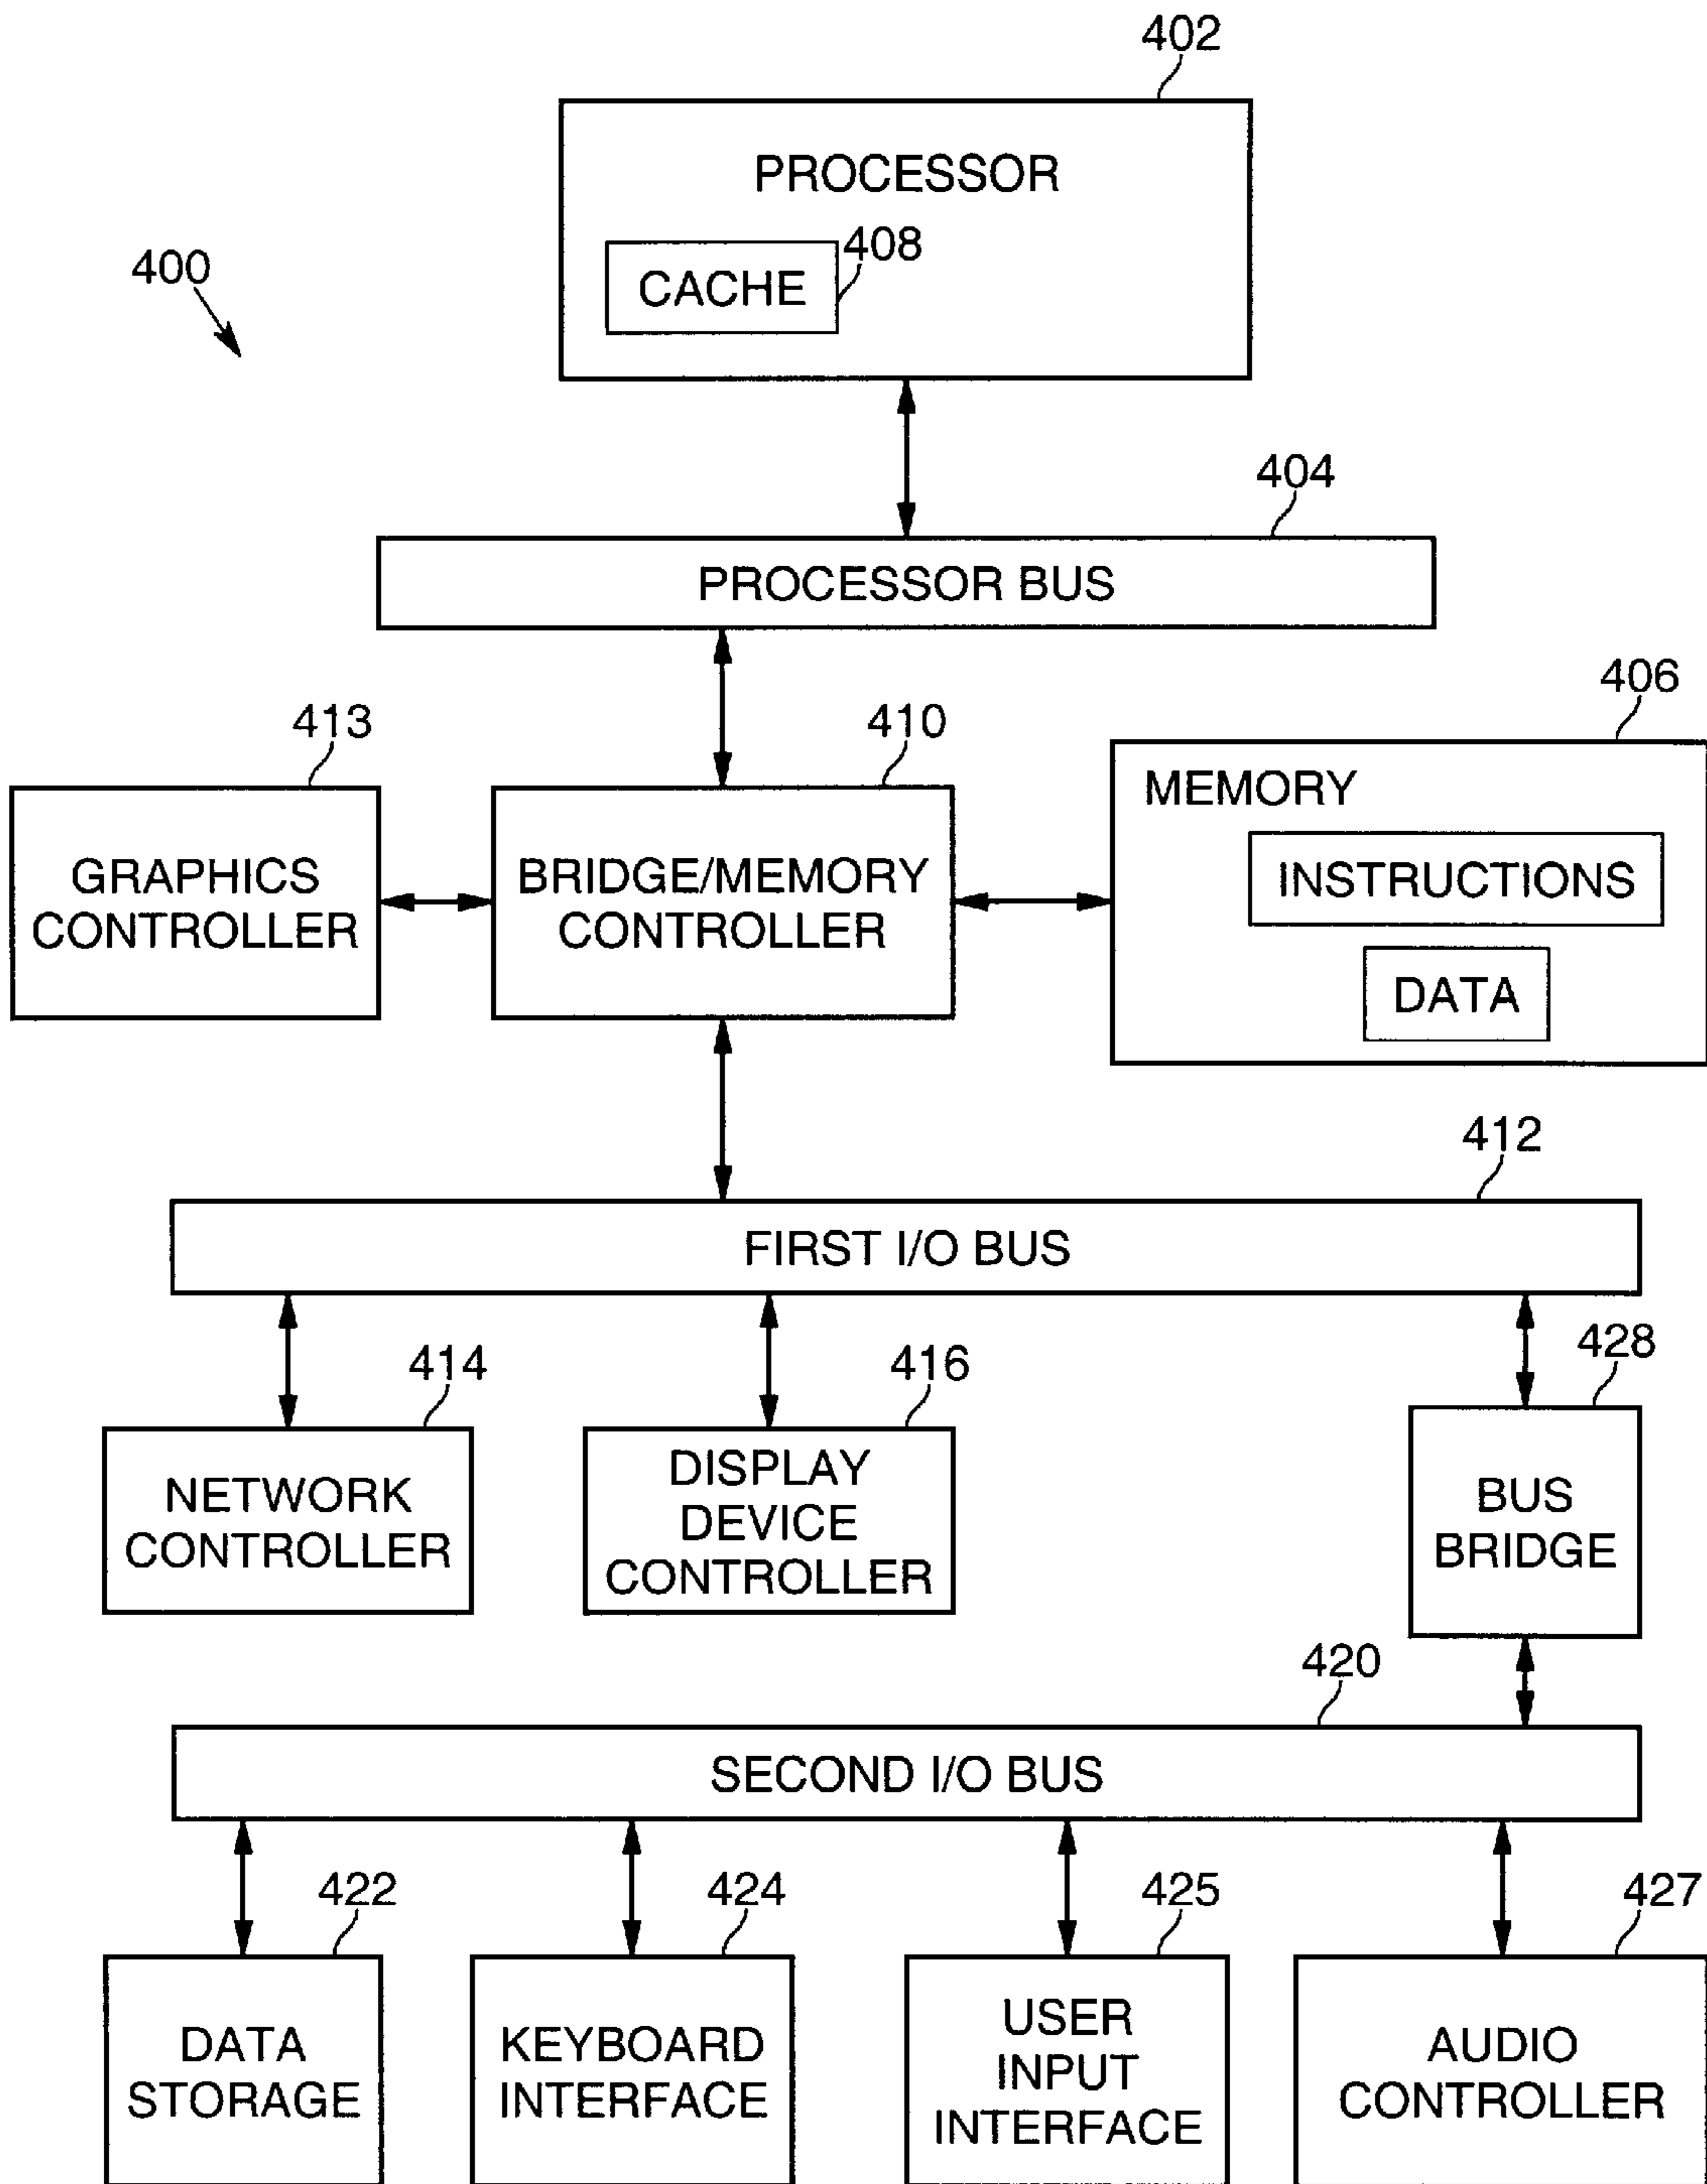 402
PROCESSOR
408
CACHE
400
404
PROCESSOR BUS
406
413
410
MEMORY
GRAPHICS
CONTROLLER
BRIDGE/MEMORY
CONTROLLER
INSTRUCTIONS
DATA
412
FIRST I/O BUS
414
416
428
NETWORK
CONTROLLER
DISPLAY
DEVICE
CONTROLLER
BUS
BRIDGE
420
SECOND I/O BUS
422
424
425
427
DATA
STORAGE
KEYBOARD
INTERFACE
USER
INPUT
INTERFACE
AUDIO
CONTROLLER